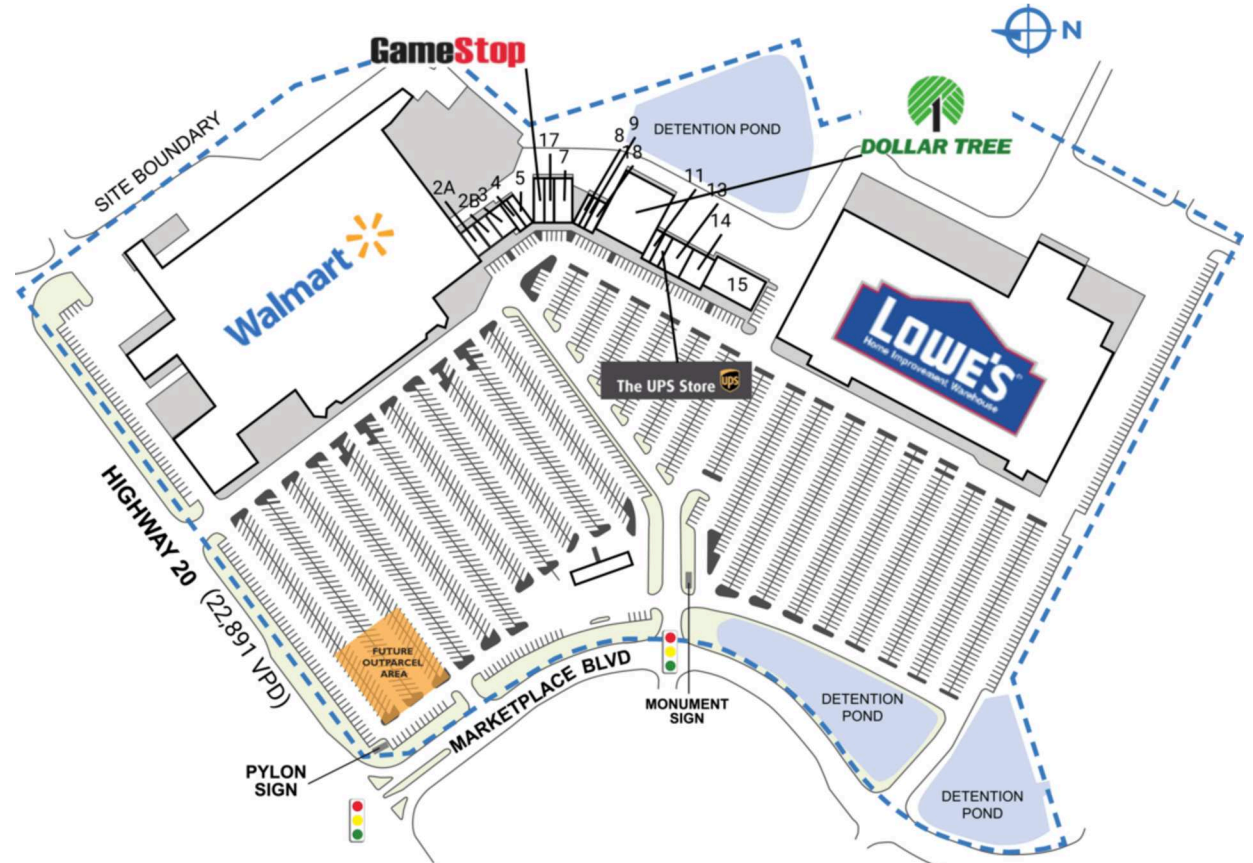 N
GameStop
DOLLAR TREE
DETENTION POND
SITE BOUNDARY
8
9
17
18
7
11
13
14
2A
2B
3
4
5
15
Walmart
LOWE'S
Home Improvement Warehouse
The UPS Store
ups
HIGHWAY 20
(22,891 VPD)
FUTURE
OUTPARCEL
AREA
MARKETPLACE BLVD
MONUMENT
SIGN
PYLON
SIGN
DETENTION
POND
DETENTION
POND